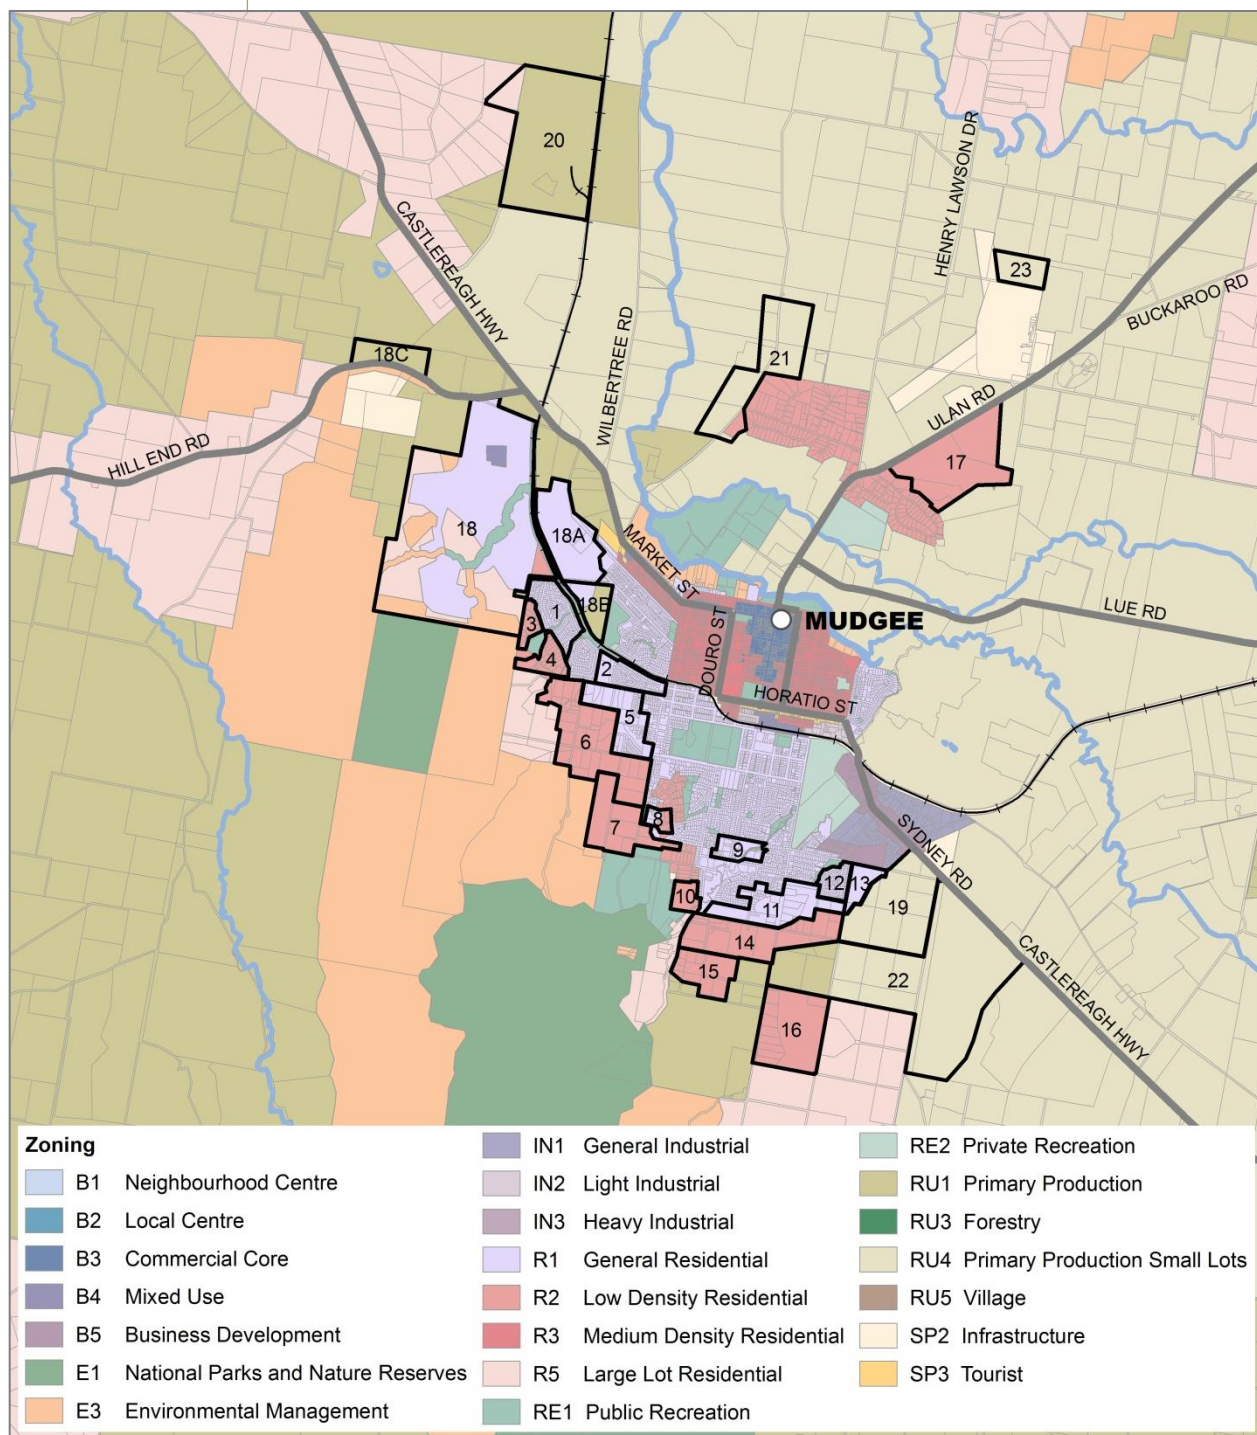 20
HENRY LAWSON DR
CASTLEREAGH HWY
23
BUCKAROO RD
WILBERTREE RD
21
18C
ULAN RD
HILL END RD
17
18
18A
MARKET ST
18B
1
3
LUE RD
MUDGEE
DOURO ST
4
2
HORATIO ST
5
6
7
8
SYDNEY RD
9
12
13
10
11
19
14
CASTLEREAGH HWY
15
22
16
Zoning
B1 Neighbourhood Centre
B2 Local Centre
B3 Commercial Core
B4 Mixed Use
B5 Business Development
E1 National Parks and Nature Reserves
E3 Environmental Management
IN1 General Industrial
IN2 Light Industrial
IN3 Heavy Industrial
R1 General Residential
R2 Low Density Residential
R3 Medium Density Residential
R5 Large Lot Residential
RE1 Public Recreation
RE2 Private Recreation
RU1 Primary Production
RU3 Forestry
RU4 Primary Production Small Lots
RU5 Village
SP2 Infrastructure
SP3 Tourist